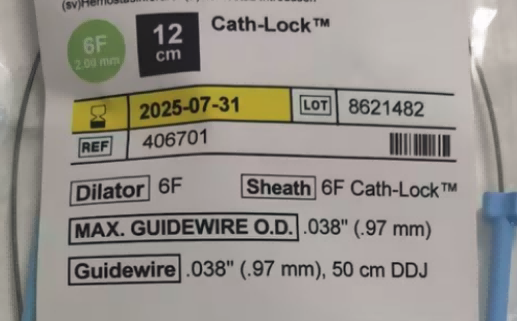 Cath-Lock™
6F
2.00 mm
12
cm
2025-07-31 LOT 8621482
REF 406701
Dilator 6F Sheath 6F Cath-Lock™
MAX. GUIDEWIRE O.D. .038" (.97 mm)
Guidewire .038" (.97 mm), 50 cm DDJ